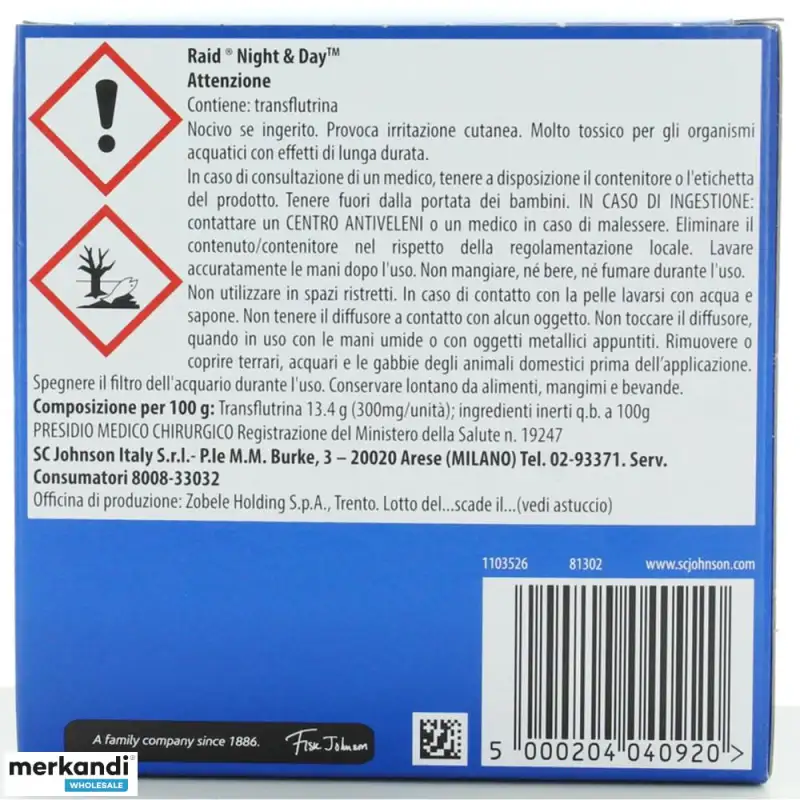 Raid® Night & Day™
Attenzione
Contiene: transflutrina
Nocivo se ingerito. Provoca irritazione cutanea. Molto tossico per gli organismi
acquatici con effetti di lunga durata.
In caso di consultazione di un medico, tenere a disposizione il contenitore o l'etichetta
del prodotto. Tenere fuori dalla portata dei bambini. IN CASO DI INGESTIONE:
contattare un CENTRO ANTIVELENI o un medico in caso di malessere. Eliminare il
contenuto/contenitore nel rispetto della regolamentazione locale. Lavare
accuratamente le mani dopo l'uso. Non mangiare, né bere, né fumare durante l'uso.
Non utilizzare in spazi ristretti. In caso di contatto con la pelle lavarsi con acqua e
sapone. Non tenere il diffusore a contatto con alcun oggetto. Non toccare il diffusore,
quando in uso con le mani umide o con oggetti metallici appuntiti. Rimuovere o
coprire terrari, acquari e le gabbie degli animali domestici prima dell'applicazione.
Spegnere il filtro dell'acquario durante l'uso. Conservare lontano da alimenti, mangimi e bevande.
Composizione per 100 g: Transflutrina 13.4 g (300mg/unità); ingredienti inerti q.b. a 100g
PRESIDIO MEDICO CHIRURGICO Registrazione del Ministero della Salute n. 19247
SC Johnson Italy S.r.l.- P.le M.M. Burke, 3 – 20020 Arese (MILANO) Tel. 02-93371. Serv.
Consumatori 8008-33032
Officina di produzione: Zobele Holding S.p.A., Trento. Lotto del...scade il...(vedi astuccio)
1103526 81302 www.scjohnson.com
A family company since 1886. Fisk Johnson
5 000204 040920 >
merkandi®
WHOLESALE